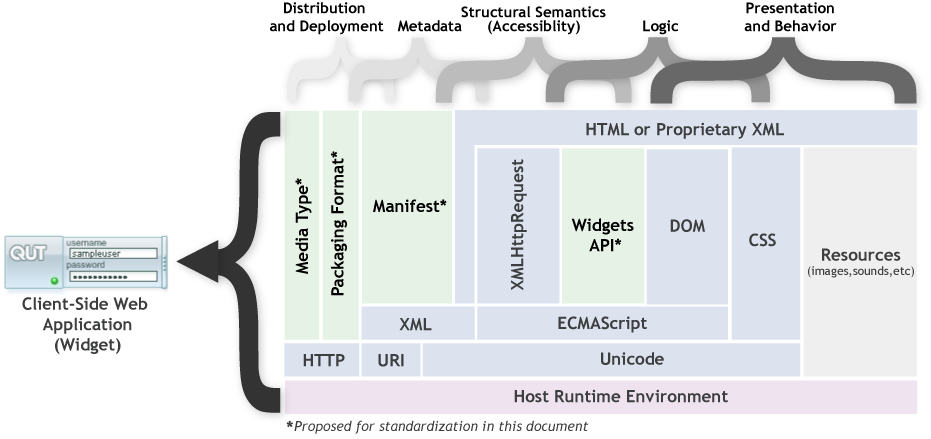 Distribution
and Deployment
Metadata
Structural Semantics
(Accessiblity)
Logic
Presentation
and Behavior
HTML or Proprietary XML
Media Type*
Packaging Format*
Manifest*
XMLHttpRequest
Widgets
API*
DOM
CSS
Resources
(images,sounds,etc)
QUT
username
sampleuser
password
Client-Side Web
Application
(Widget)
XML
ECMAScript
HTTP
URI
Unicode
Host Runtime Environment
*Proposed for standardization in this document